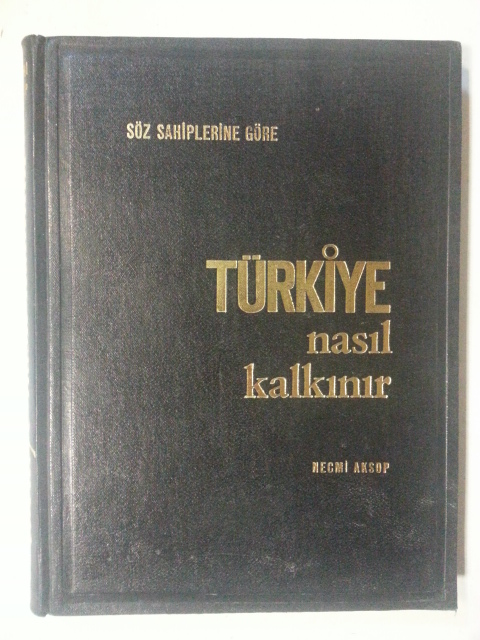 SÖZ SAHİPLERİNE GÖRE
TÜRKİYE
nasıl
kalkınır
NECMİ AKSOP